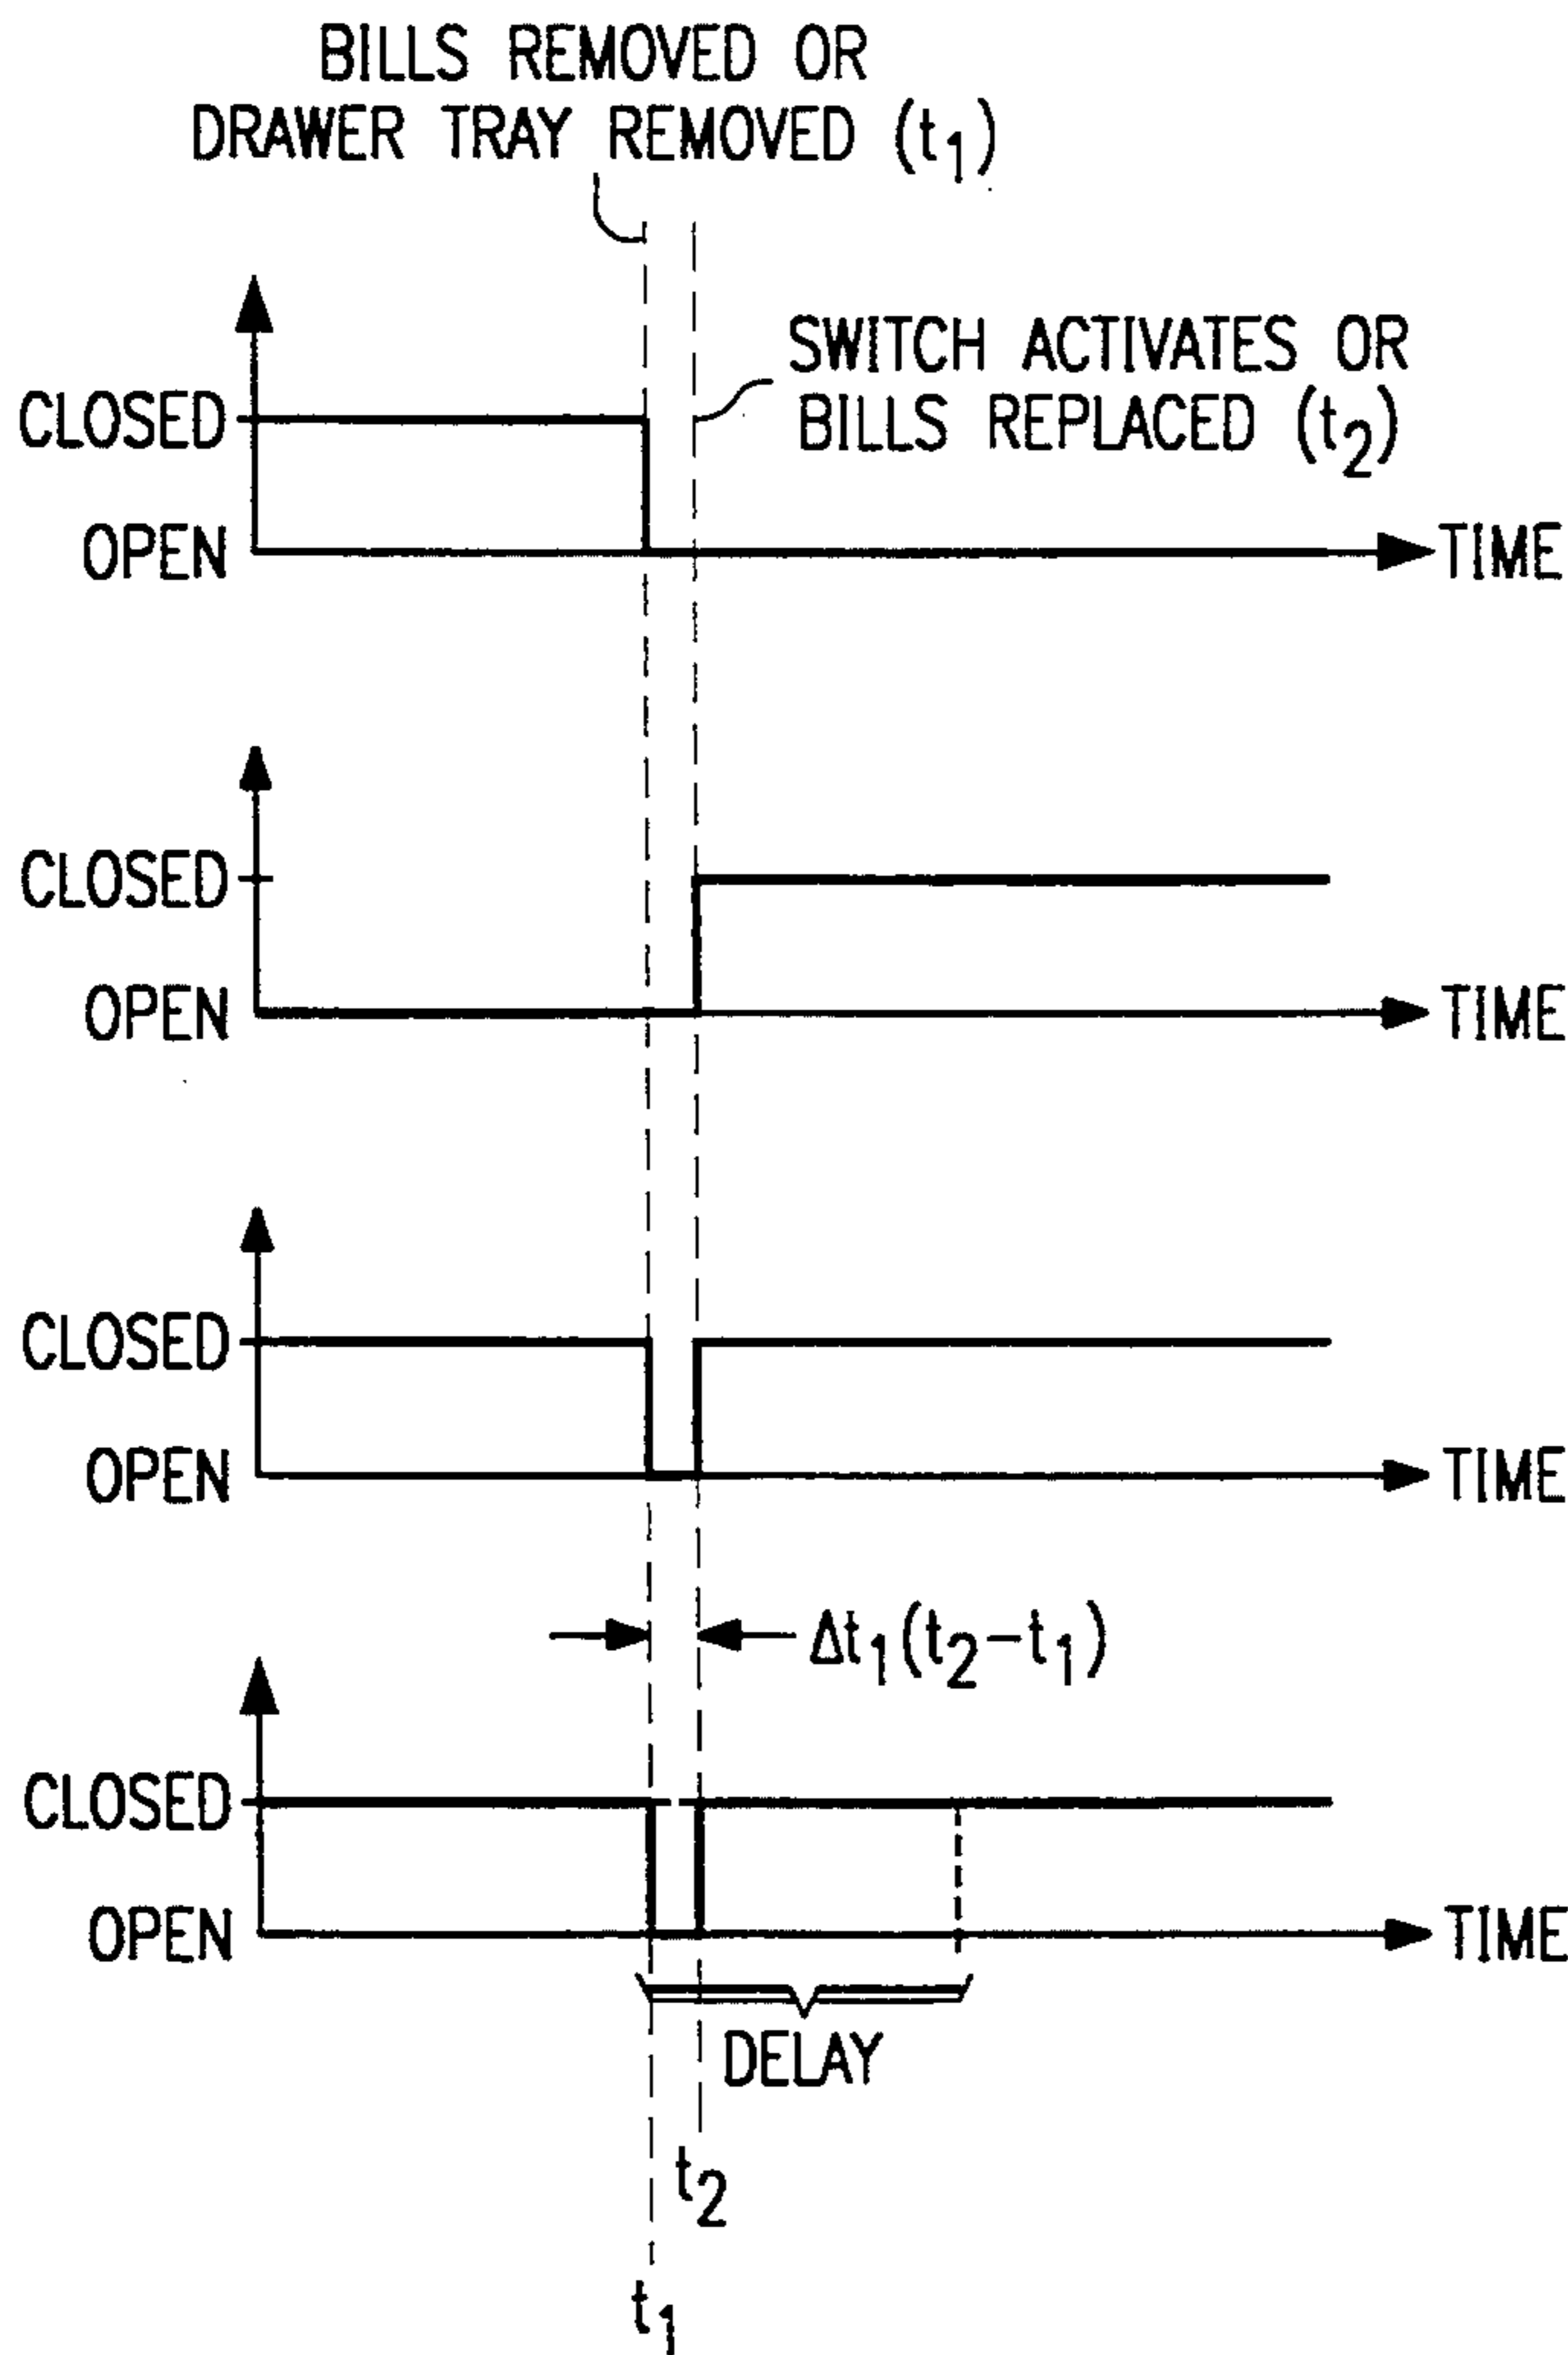 BILLS REMOVED OR
DRAWER TRAY REMOVED (t1)
SWITCH ACTIVATES OR
BILLS REPLACED (t2)
CLOSED
OPEN
TIME
CLOSED
OPEN
TIME
CLOSED
OPEN
TIME
Δt1(t2-t1)
CLOSED
OPEN
TIME
DELAY
t2
t1